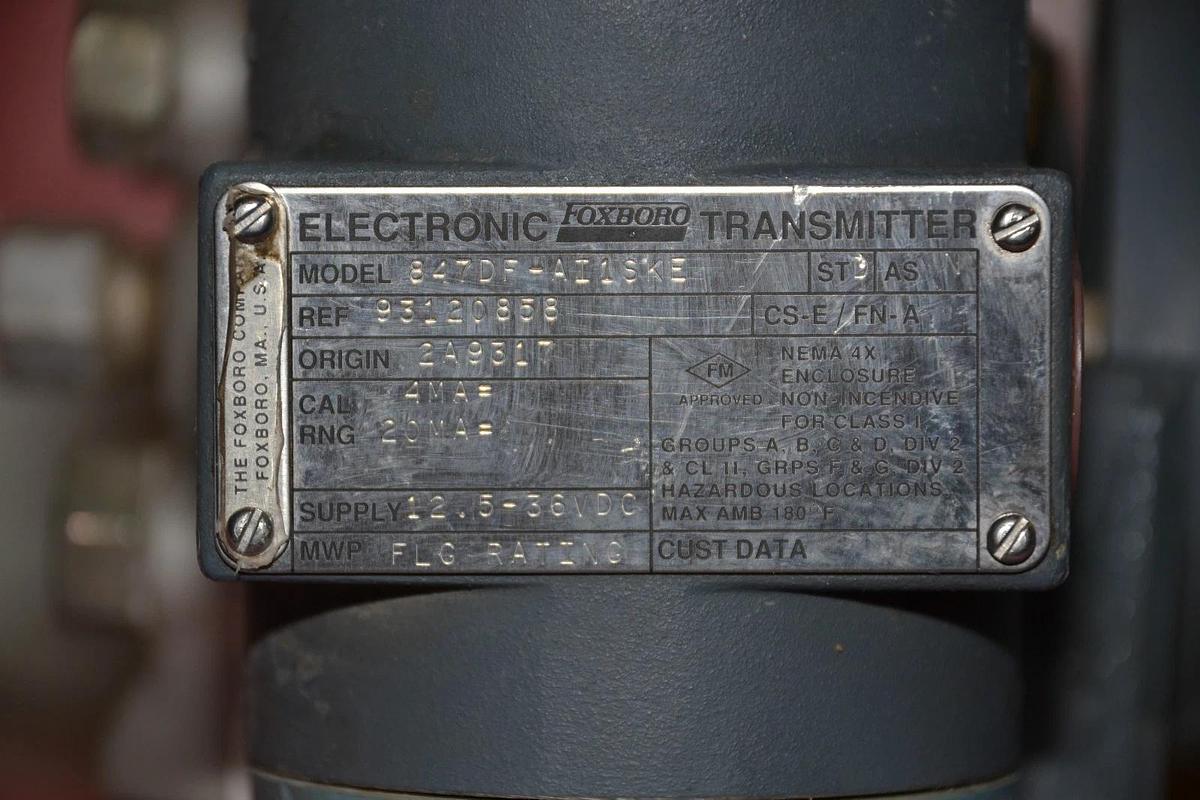 ELECTRONIC FOXBORO TRANSMITTER
MODEL 847DF-AI1SKE ST D AS
REF 93120858 CS-E / FN-A
ORIGIN 2A9317
CAL 4MA=
RNG 20MA=
FM
APPROVED
NEMA 4X
ENCLOSURE
NON-INCENDIVE
FOR CLASS I
GROUPS A, B, C & D, DIV 2
& CL II, GRPS F & G, DIV 2
HAZARDOUS LOCATIONS
MAX AMB 180°F
SUPPLY 12.5-36VDC
MWP FLG RATING
CUST DATA
FOXBORO, MA., U.S.A.
THE FOXBORO